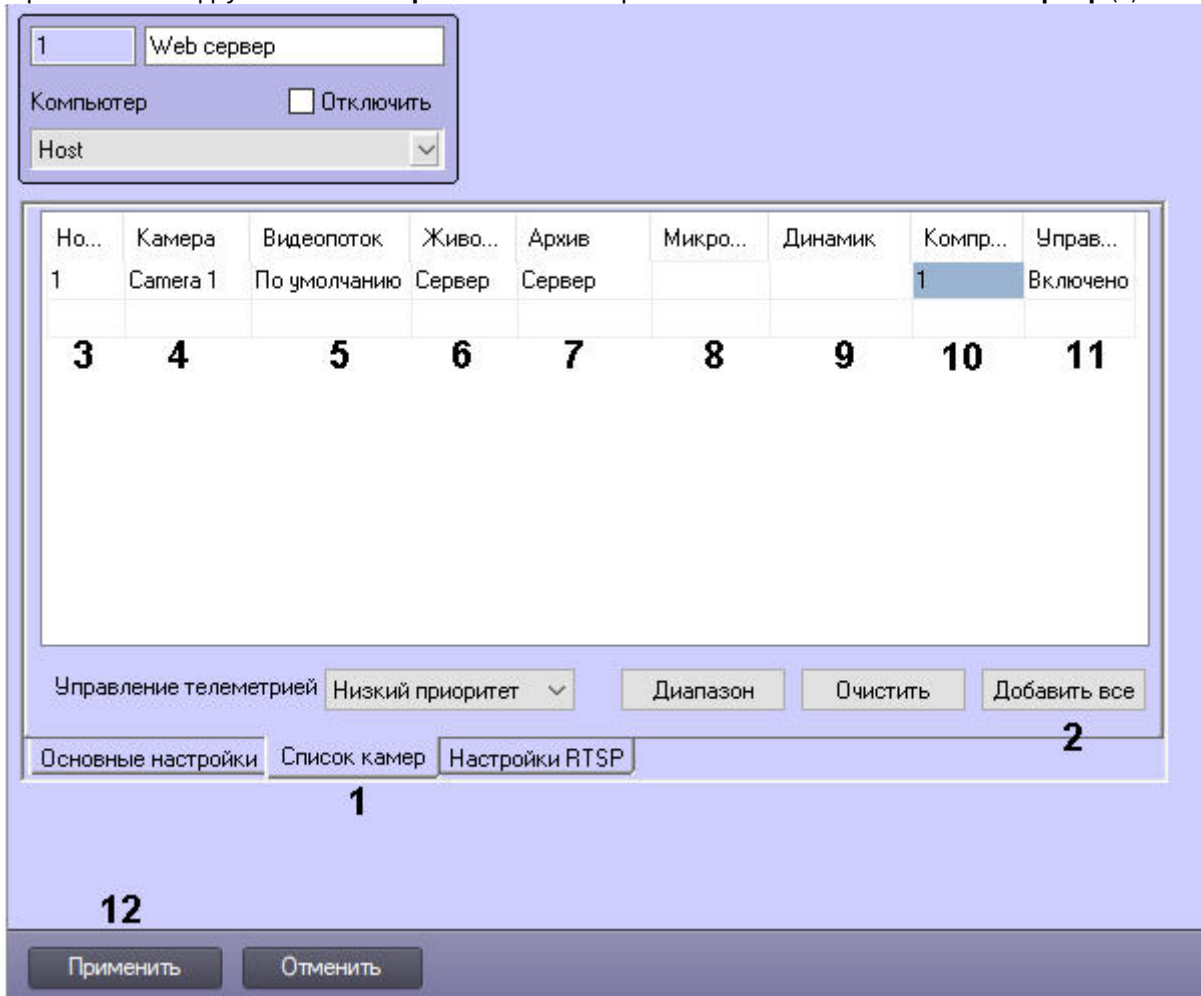 1 Web сервер
Компьютер Отключить
Host
Но... Камера Видеопоток Живо... Архив Микро... Динамик Компр... Управ...
1 Camera 1 По умолчанию Сервер Сервер 1 Включено
3 4 5 6 7 8 9 10 11
Управление телеметрией Низкий приоритет Диапазон Очистить Добавить все
2
Основные настройки Список камер Настройки RTSP
1
12
Применить Отменить